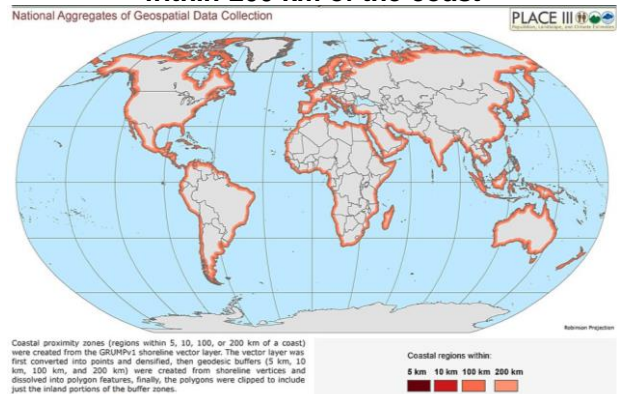 within 200 km of the coast
National Aggregates of Geospatial Data Collection
PLACE III
Population, Landscape, and Climate Estimates
Robinson Projection
Coastal proximity zones (regions within 5, 10, 100, or 200 km of a coast)
were created from the GRUMPv1 shoreline vector layer. The vector layer was
first converted into points and densified, then geodesic buffers (5 km, 10
km, 100 km, and 200 km) were created from shoreline vertices and
dissolved into polygon features, finally, the polygons were clipped to include
just the inland portions of the buffer zones.
Coastal regions within:
5 km 10 km 100 km 200 km